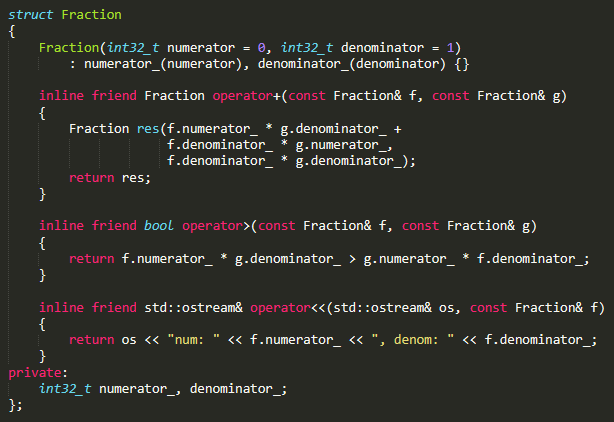 struct Fraction
{
    Fraction(int32_t numerator = 0, int32_t denominator = 1)
        : numerator_(numerator), denominator_(denominator) {}

    inline friend Fraction operator+(const Fraction& f, const Fraction& g)
    {
        Fraction res(f.numerator_ * g.denominator_ +
                     f.denominator_ * g.numerator_,
                     f.denominator_ * g.denominator_);
        return res;
    }

    inline friend bool operator>(const Fraction& f, const Fraction& g)
    {
        return f.numerator_ * g.denominator_ > g.numerator_ * f.denominator_;
    }

    inline friend std::ostream& operator<<(std::ostream& os, const Fraction& f)
    {
        return os << "num: " << f.numerator_ << ", denom: " << f.denominator_;
    }
private:
    int32_t numerator_, denominator_;
};